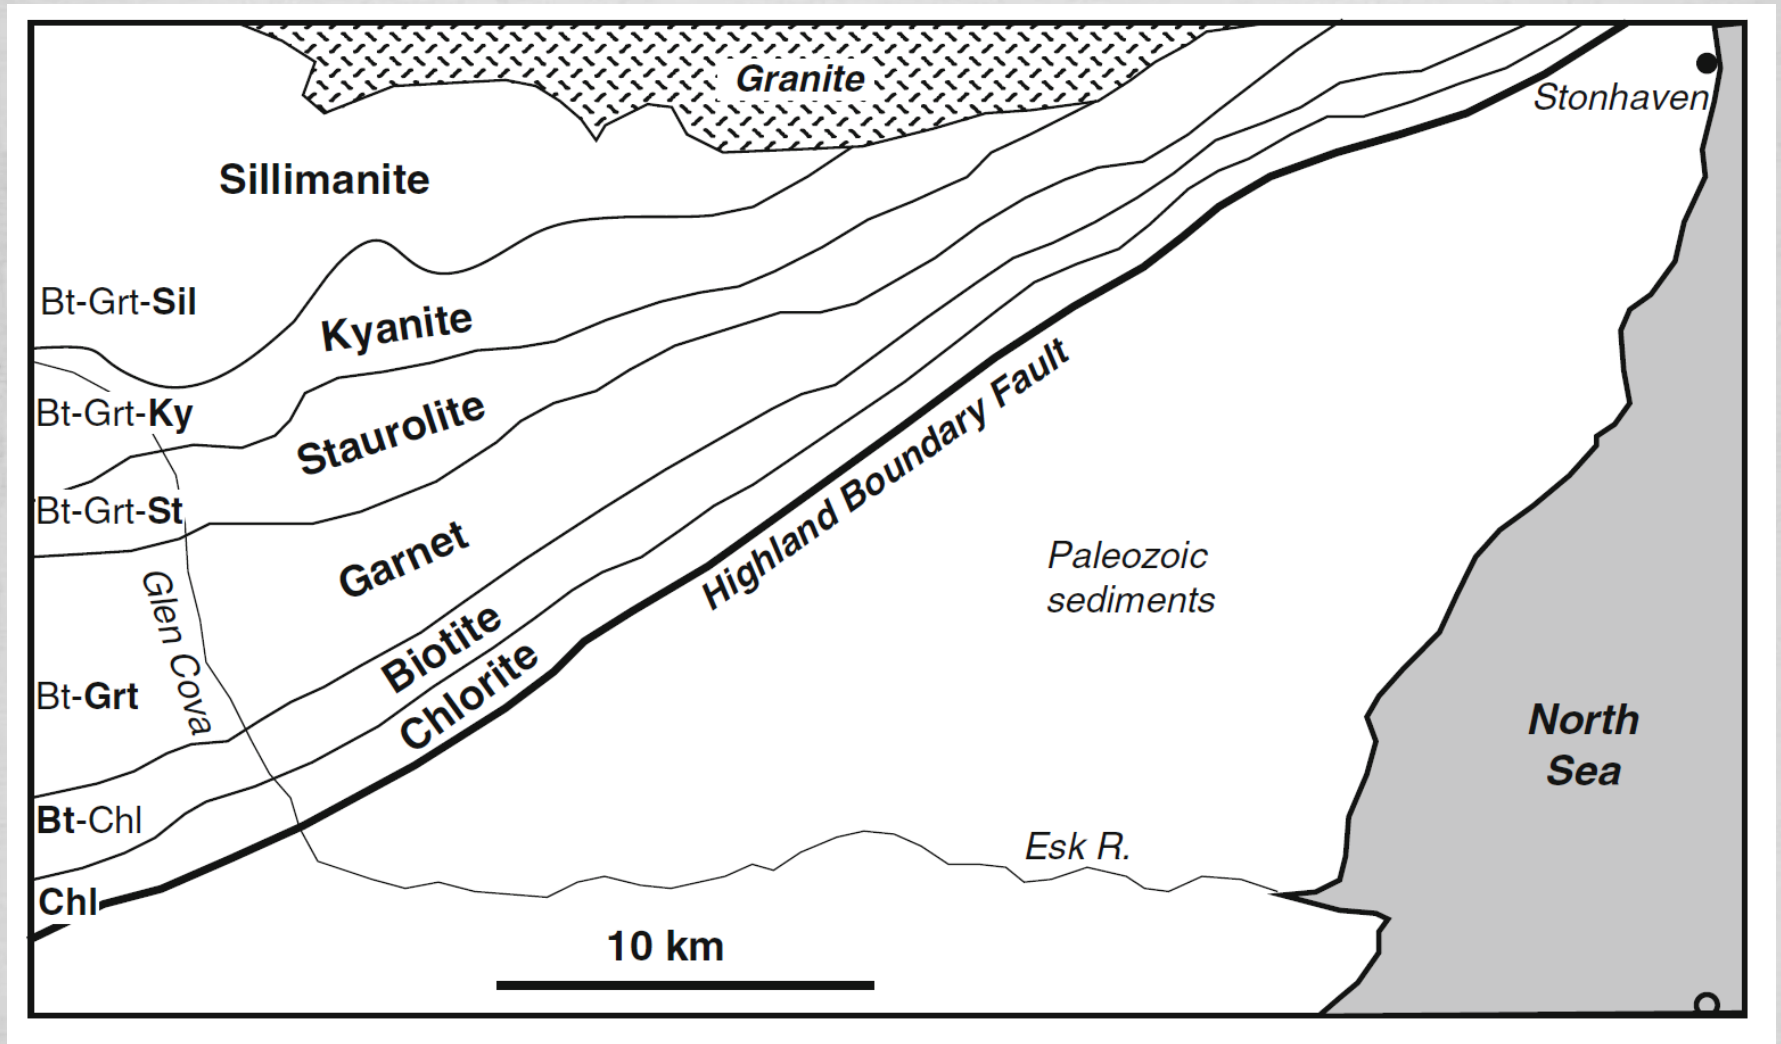 Granite
Stonhaven
Sillimanite
Bt-Grt-Sil
Kyanite
Bt-Grt-Ky
Staurolite
Bt-Grt-St
Highland Boundary Fault
Garnet
Paleozoic
sediments
Glen Cova
Biotite
Bt-Grt
Chlorite
North
Sea
Bt-Chl
Esk R.
Chl
10 km